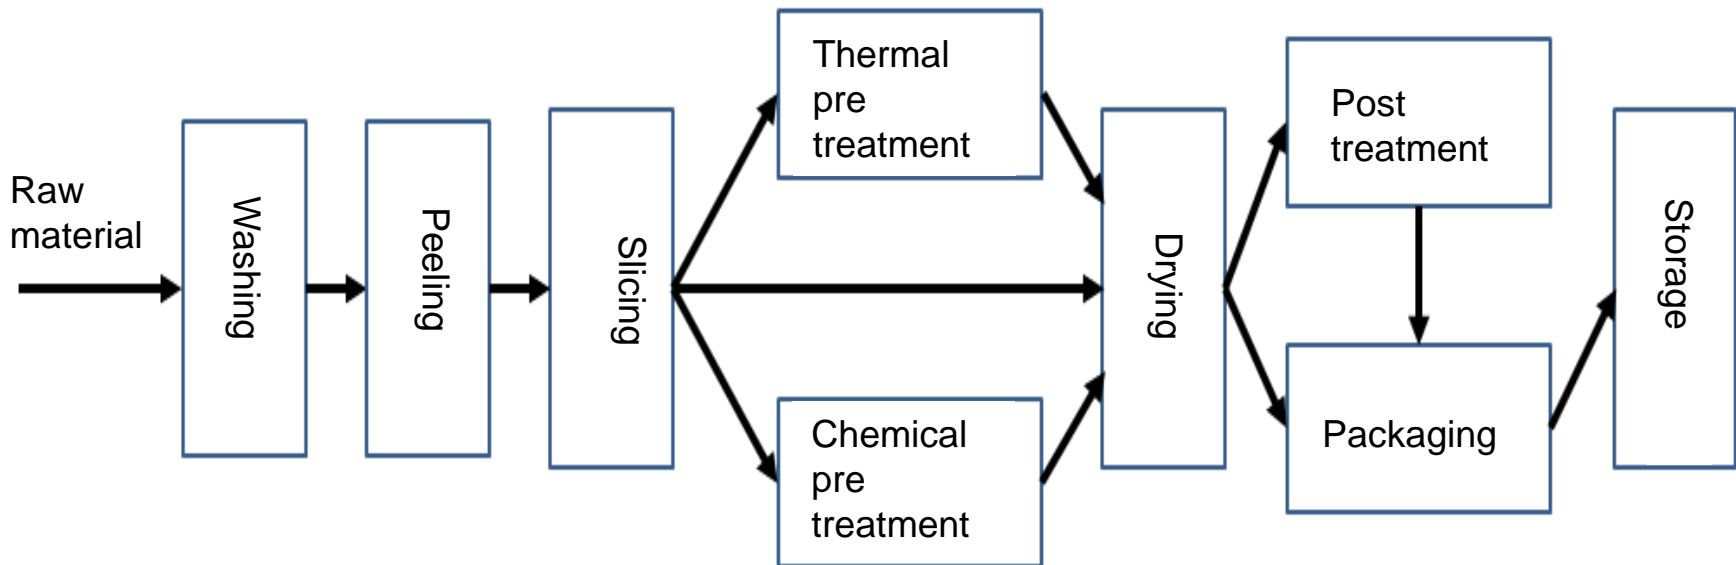 Raw
material
Washing
Peeling
Slicing
Thermal
pre
treatment
Chemical
pre
treatment
Drying
Post
treatment
Packaging
Storage